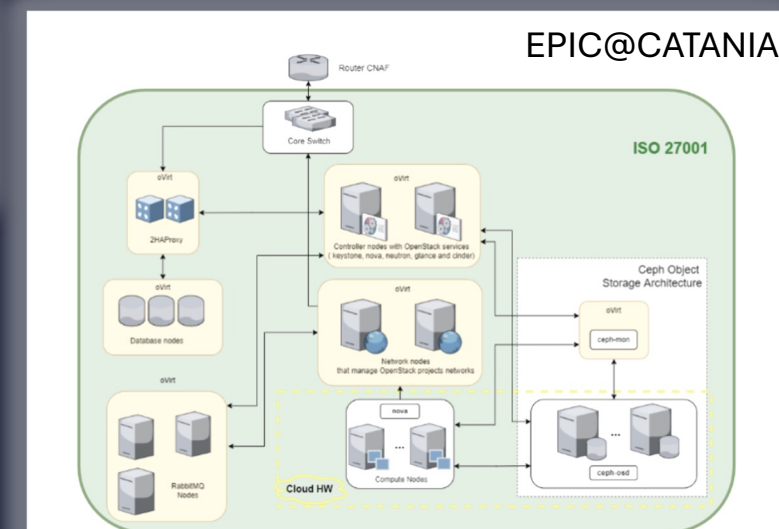 EPIC@CATANIA
Router CNAF
Core Switch
ISO 27001
oVirt
2HAProxy
oVirt
Controller nodes with OpenStack services
( keystone, nova, neutron, glance and cinder)
Ceph Object
Storage Architecture
oVirt
Database nodes
oVirt
Network nodes
that manage OpenStack projects networks
oVirt
ceph-mon
oVirt
RabbitMQ
Nodes
nova
...
Compute Nodes
...
ceph-osd
Cloud HW